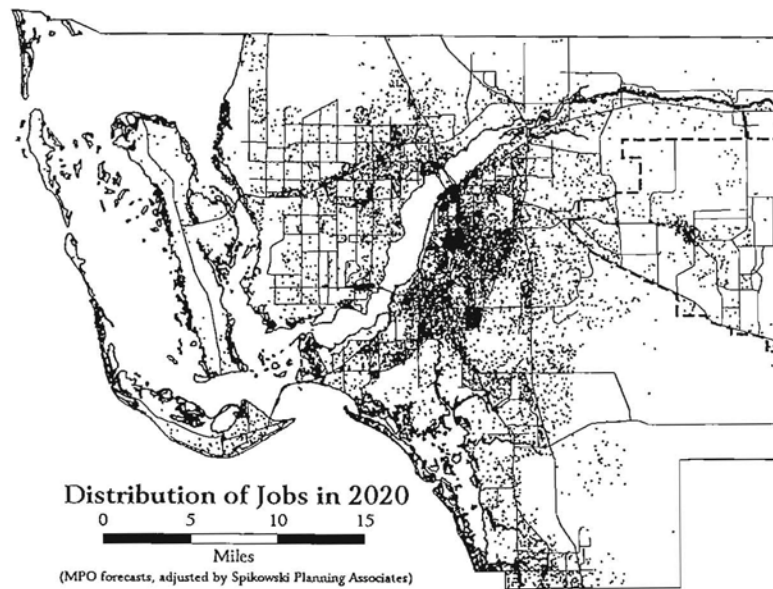 Distribution of Jobs in 2020
0 5 10 15
Miles
(MPO forecasts, adjusted by Spikowski Planning Associates)